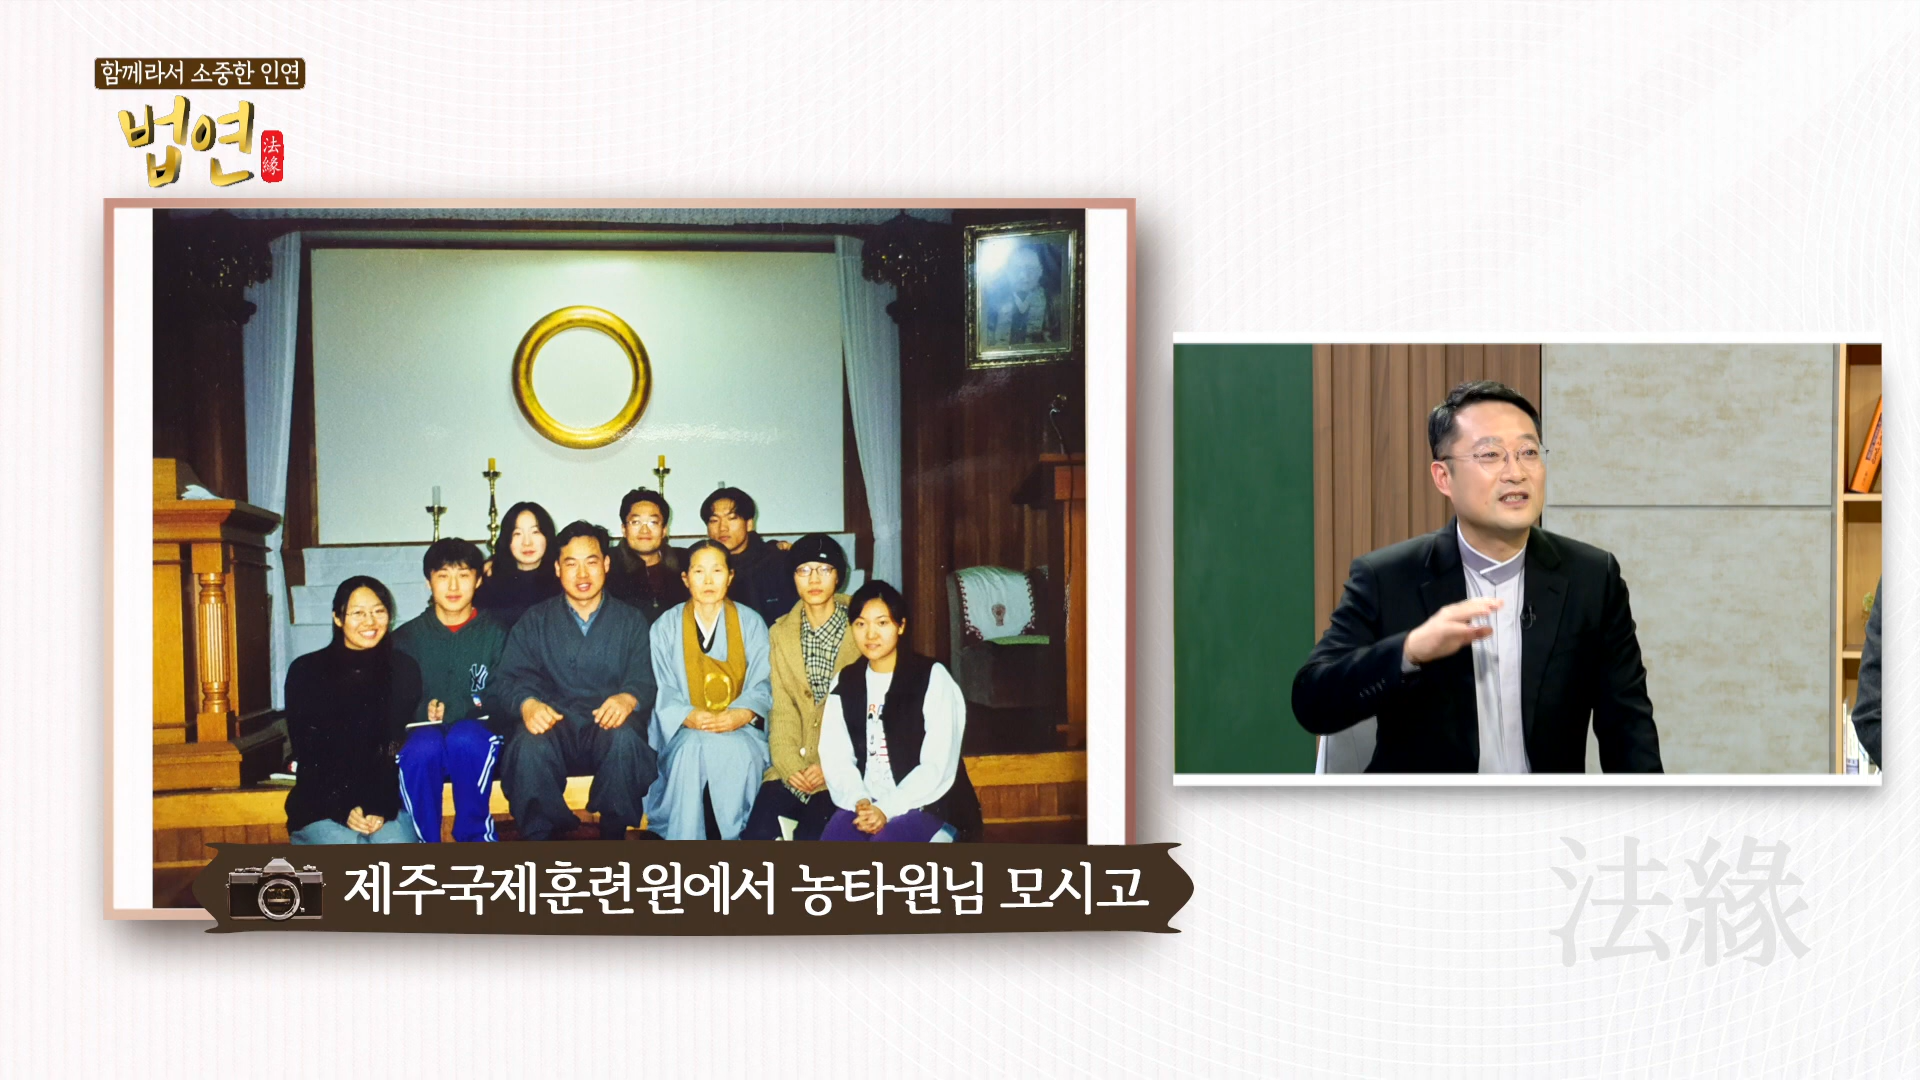 함께라서 소중한 인연
법연
法
緣
제주국제훈련원에서 농타원님 모시고
法緣